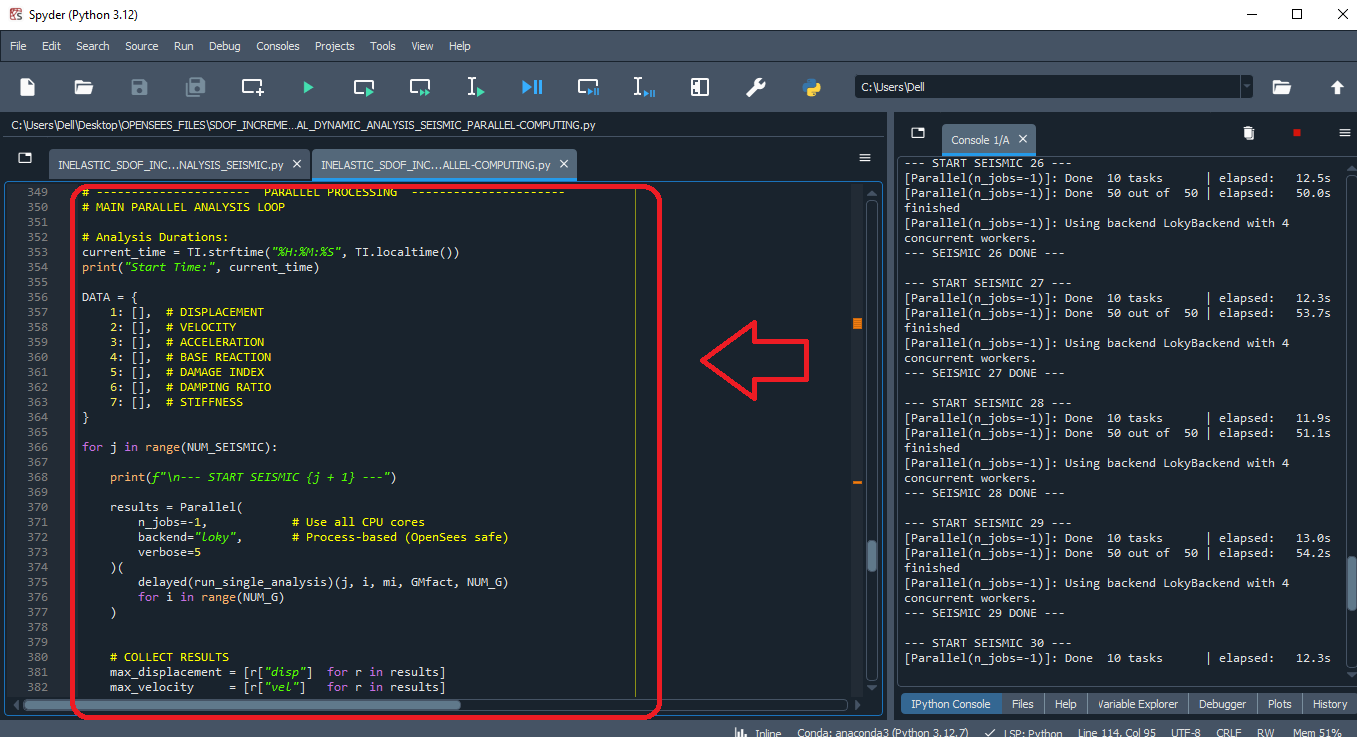 Spyder (Python 3.12)
File Edit Search Source Run Debug Consoles Projects Tools View Help
C:\Users\Dell
C:\Users\Dell\Desktop\OPENSEES_FILES\SDOF_INCREME...AL_DYNAMIC_ANALYSIS_SEISMIC_PARALLEL-COMPUTING.py
INELASTIC_SDOF_INC...NALYSIS_SEISMIC.py
INELASTIC_SDOF_INC...ALLEL-COMPUTING.py
349 # ---------------------- PARALLEL PROCESSING ----------------------
350 # MAIN PARALLEL ANALYSIS LOOP
351
352 # Analysis Durations:
353 current_time = TI.strftime("%H:%M:%S", TI.localtime())
354 print("Start Time:", current_time)
355
356 DATA = {
357     1: [],  # DISPLACEMENT
358     2: [],  # VELOCITY
359     3: [],  # ACCELERATION
360     4: [],  # BASE REACTION
361     5: [],  # DAMAGE INDEX
362     6: [],  # DAMPING RATIO
363     7: [],  # STIFFNESS
364 }
365
366 for j in range(NUM_SEISMIC):
367
368     print(f"\n--- START SEISMIC {j + 1} ---")
369
370     results = Parallel(
371         n_jobs=-1,            # Use all CPU cores
372         backend="loky",       # Process-based (OpenSees safe)
373         verbose=5
374     )(
375         delayed(run_single_analysis)(j, i, mi, GMfact, NUM_G)
376         for i in range(NUM_G)
377     )
378
379
380     # COLLECT RESULTS
381     max_displacement = [r["disp"]  for r in results]
382     max_velocity     = [r["vel"]   for r in results]
Console 1/A
--- START SEISMIC 26 ---
[Parallel(n_jobs=-1)]: Done  10 tasks      | elapsed:   12.5s
[Parallel(n_jobs=-1)]: Done  50 out of  50 | elapsed:   50.0s
finished
[Parallel(n_jobs=-1)]: Using backend LokyBackend with 4
concurrent workers.
--- SEISMIC 26 DONE ---
--- START SEISMIC 27 ---
[Parallel(n_jobs=-1)]: Done  10 tasks      | elapsed:   12.3s
[Parallel(n_jobs=-1)]: Done  50 out of  50 | elapsed:   53.7s
finished
[Parallel(n_jobs=-1)]: Using backend LokyBackend with 4
concurrent workers.
--- SEISMIC 27 DONE ---
--- START SEISMIC 28 ---
[Parallel(n_jobs=-1)]: Done  10 tasks      | elapsed:   11.9s
[Parallel(n_jobs=-1)]: Done  50 out of  50 | elapsed:   51.1s
finished
[Parallel(n_jobs=-1)]: Using backend LokyBackend with 4
concurrent workers.
--- SEISMIC 28 DONE ---
--- START SEISMIC 29 ---
[Parallel(n_jobs=-1)]: Done  10 tasks      | elapsed:   13.0s
[Parallel(n_jobs=-1)]: Done  50 out of  50 | elapsed:   54.2s
finished
[Parallel(n_jobs=-1)]: Using backend LokyBackend with 4
concurrent workers.
--- SEISMIC 29 DONE ---
--- START SEISMIC 30 ---
[Parallel(n_jobs=-1)]: Done  10 tasks      | elapsed:   12.3s
IPython Console Files Help Variable Explorer Debugger Plots History
Inline Conda: anaconda3 (Python 3.12.7) LSP: Python Line 114, Col 95 UTF-8 CRLF RW Mem 51%